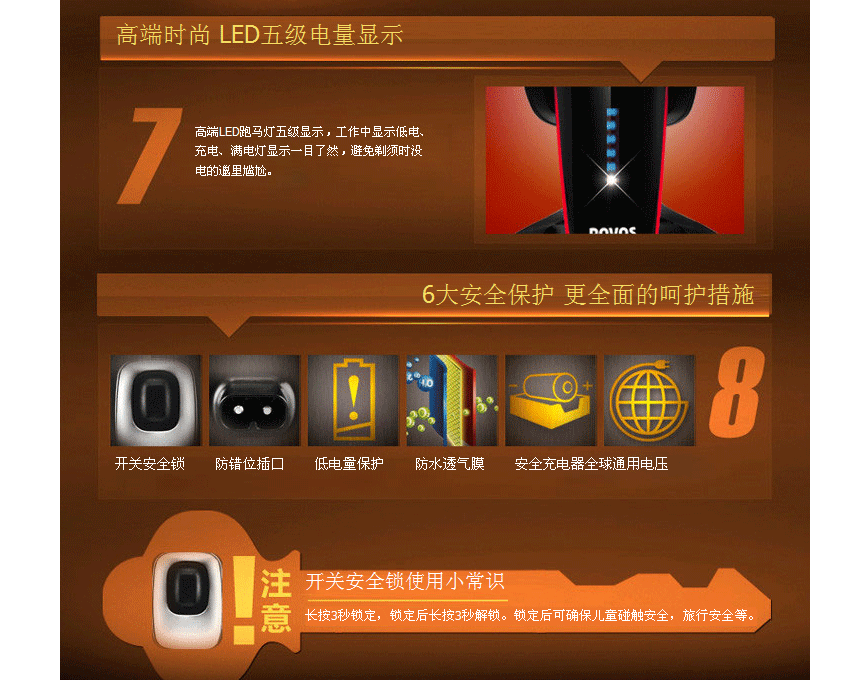 高端时尚 LED五级电量显示
7
高端LED跑马灯五级显示，工作中显示低电、
充电、满电灯显示一目了然，避免剃须时没
电的邋里尴尬。
POVOS
6大安全保护 更全面的呵护措施
8
开关安全锁 防错位插口 低电量保护 防水透气膜 安全充电器全球通用电压
!注意
开关安全锁使用小常识
长按3秒锁定，锁定后长按3秒解锁。锁定后可确保儿童碰触安全，旅行安全等。